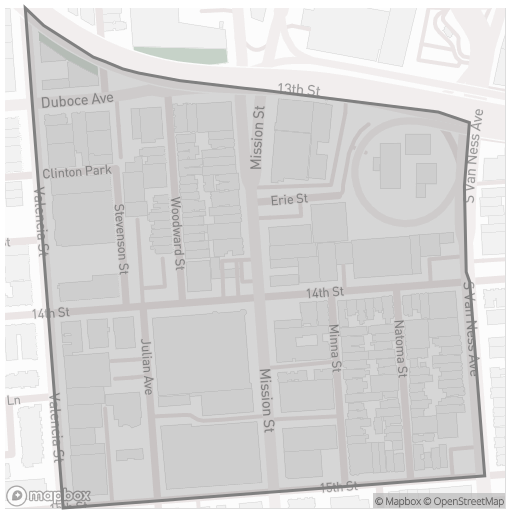 13th St
Duboce Ave
Mission St
S Van Ness Ave
Clinton Park
Valencia St
Stevenson St
Woodward St
Erie St
St
14th St
14th St
S Van Ness Ave
Julian Ave
Minna St
Natoma St
Ln
Valencia St
Mission St
15th St
St
mapbox
© Mapbox © OpenStreetMap